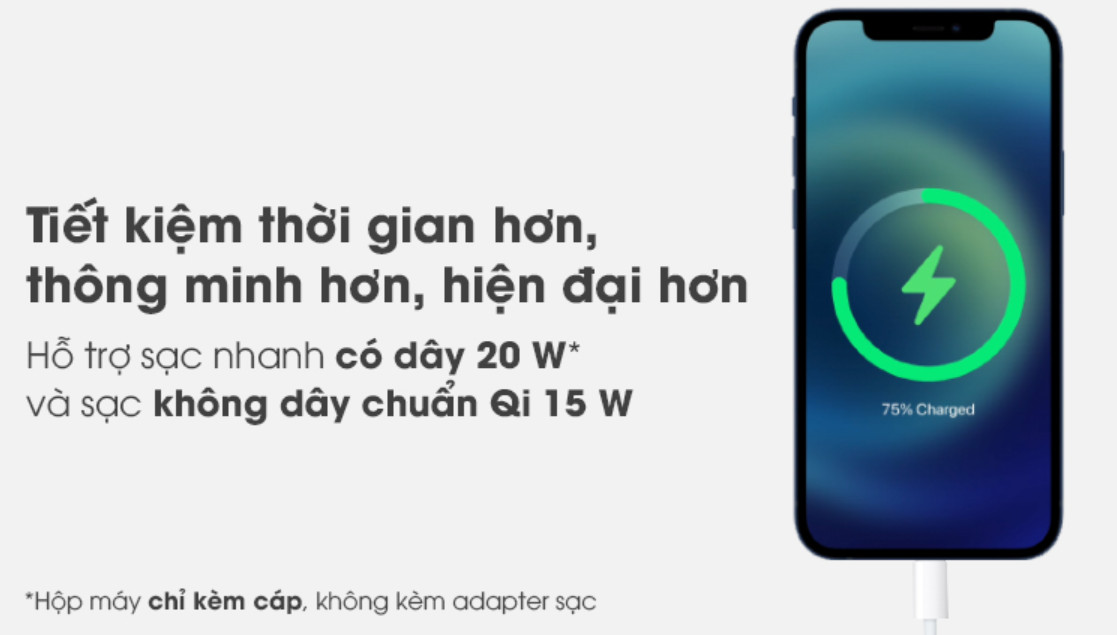 Tiết kiệm thời gian hơn,
thông minh hơn, hiện đại hơn
Hỗ trợ sạc nhanh có dây 20 W*
và sạc không dây chuẩn Qi 15 W
75% Charged
*Hộp máy chỉ kèm cáp, không kèm adapter sạc